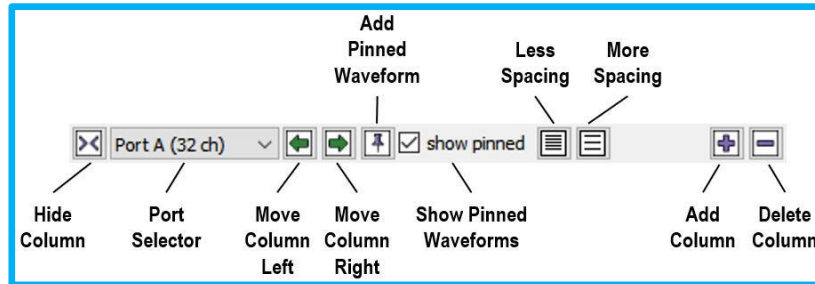 Add
Pinned
Waveform
Less
Spacing
More
Spacing
Port A (32 ch)
show pinned
Hide
Column
Port
Selector
Move
Column
Left
Move
Column
Right
Show Pinned
Waveforms
Add
Column
Delete
Column